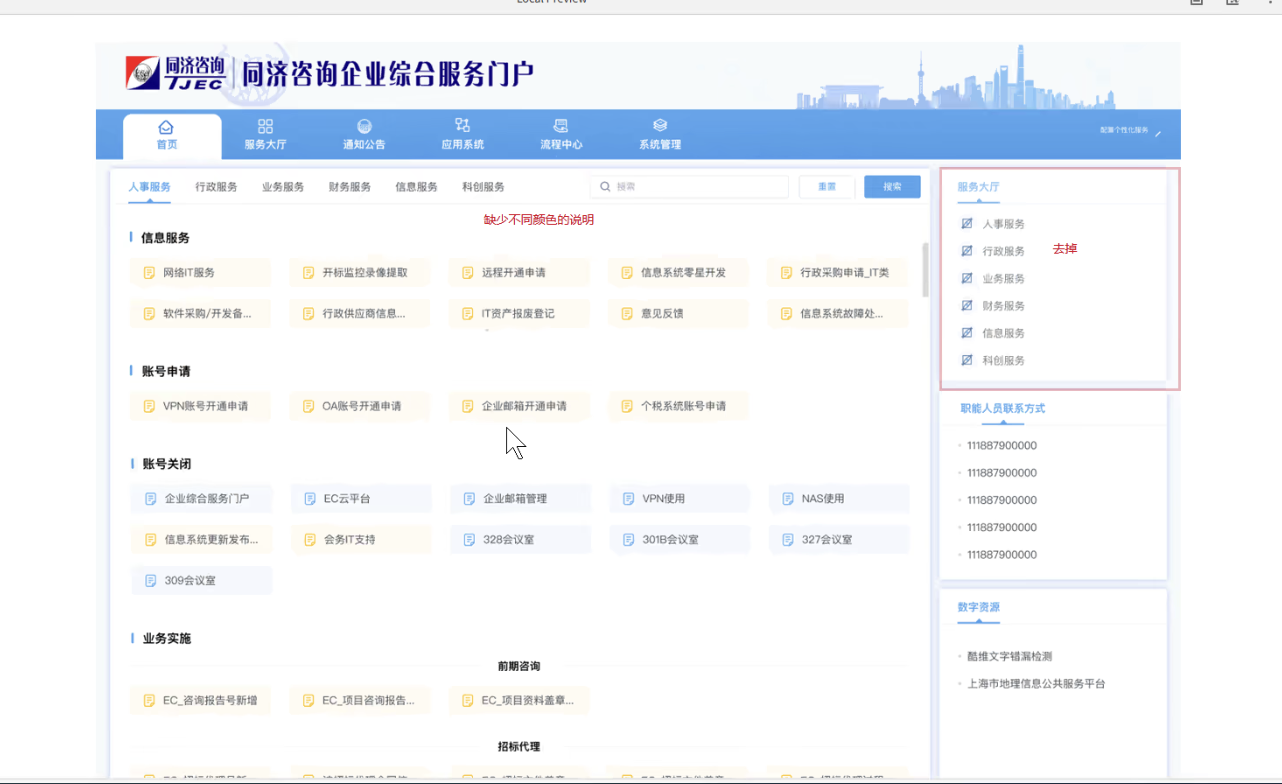 Local Preview
同济咨询
TJEC
同济咨询企业综合服务门户
首页
服务大厅
通知公告
应用系统
流程中心
系统管理
配置个性化服务
人事服务
行政服务
业务服务
财务服务
信息服务
科创服务
搜索
重置
搜索
缺少不同颜色的说明
信息服务
网络IT服务
开标监控录像提取
远程开通申请
信息系统零星开发
行政采购申请_IT类
软件采购/开发备...
行政供应商信息...
IT资产报废登记
意见反馈
信息系统故障处...
账号申请
VPN账号开通申请
OA账号开通申请
企业邮箱开通申请
个税系统账号申请
账号关闭
企业综合服务门户
EC云平台
企业邮箱管理
VPN使用
NAS使用
信息系统更新发布...
会务IT支持
328会议室
301B会议室
327会议室
309会议室
业务实施
前期咨询
EC_咨询报告号新增
EC_项目咨询报告...
EC_项目资料盖章...
招标代理
服务大厅
人事服务
行政服务
去掉
业务服务
财务服务
信息服务
科创服务
职能人员联系方式
111887900000
111887900000
111887900000
111887900000
111887900000
数字资源
酷维文字错漏检测
上海市地理信息公共服务平台